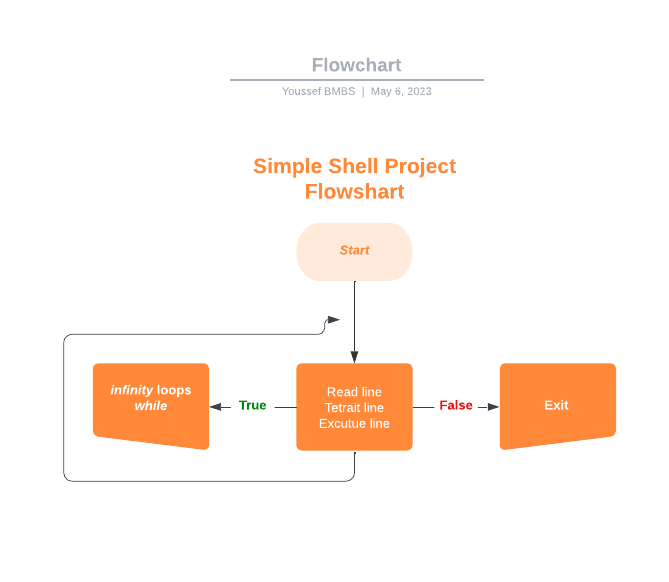 Flowchart
Youssef BMBS | May 6, 2023
Simple Shell Project
Flowshart
Start
infinity loops
while
True
Read line
Tetrait line
Excutue line
False
Exit